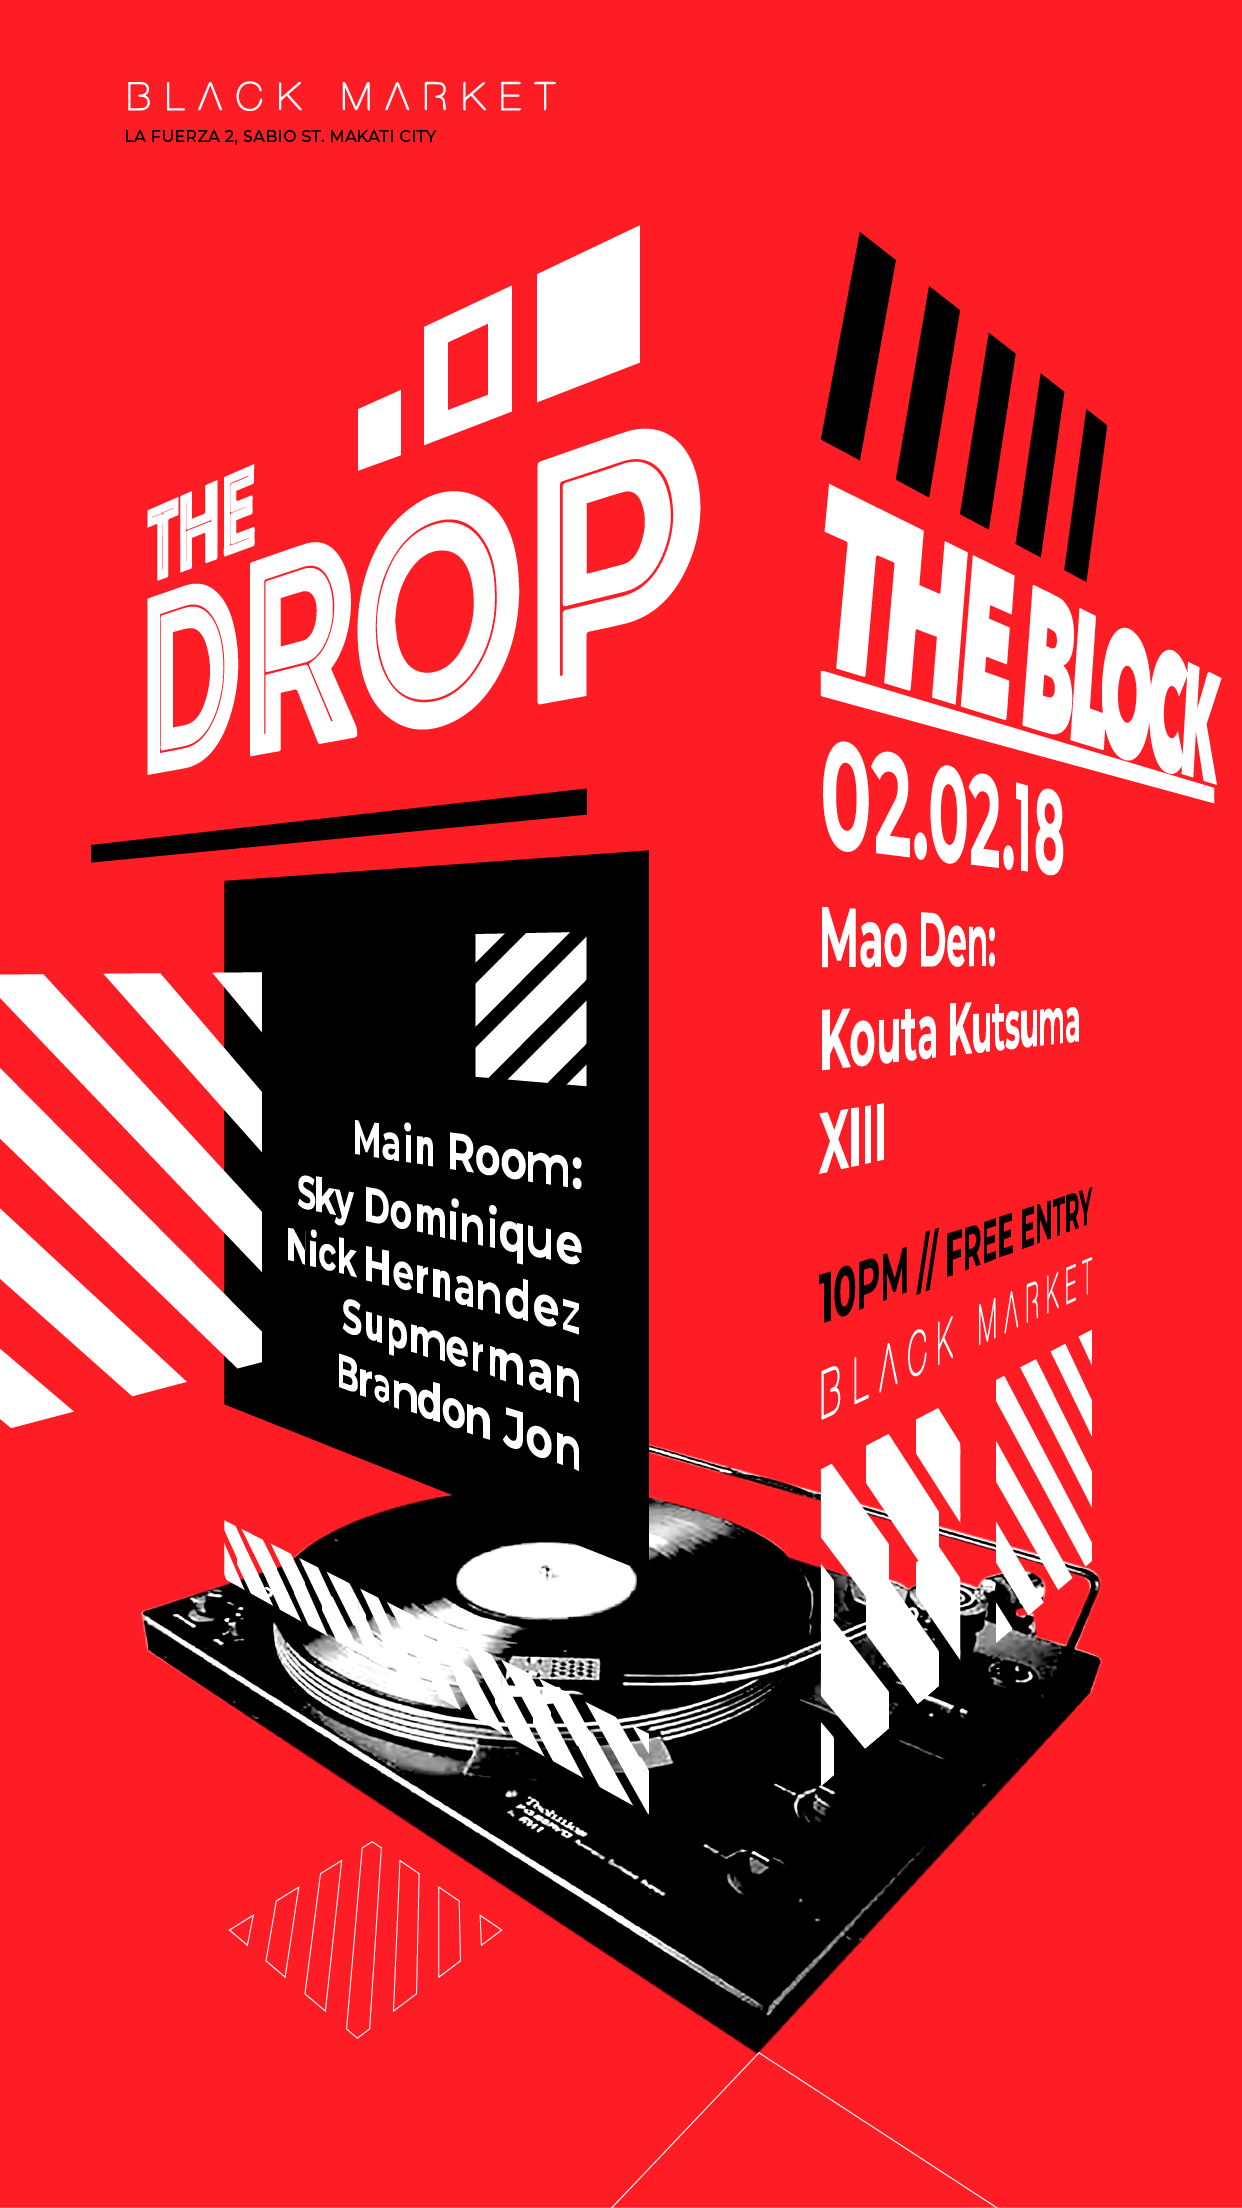 BLACK MARKET
LA FUERZA 2, SABIO ST. MAKATI CITY
THE
DROP
THE BLOCK
02.02.18
Mao Den:
Kouta Kutsuma
XIII
Main Room:
Sky Dominique
Nick Hernandez
Supmerman
Brandon Jon
10PM // FREE ENTRY
BLACK MARKET
Technics